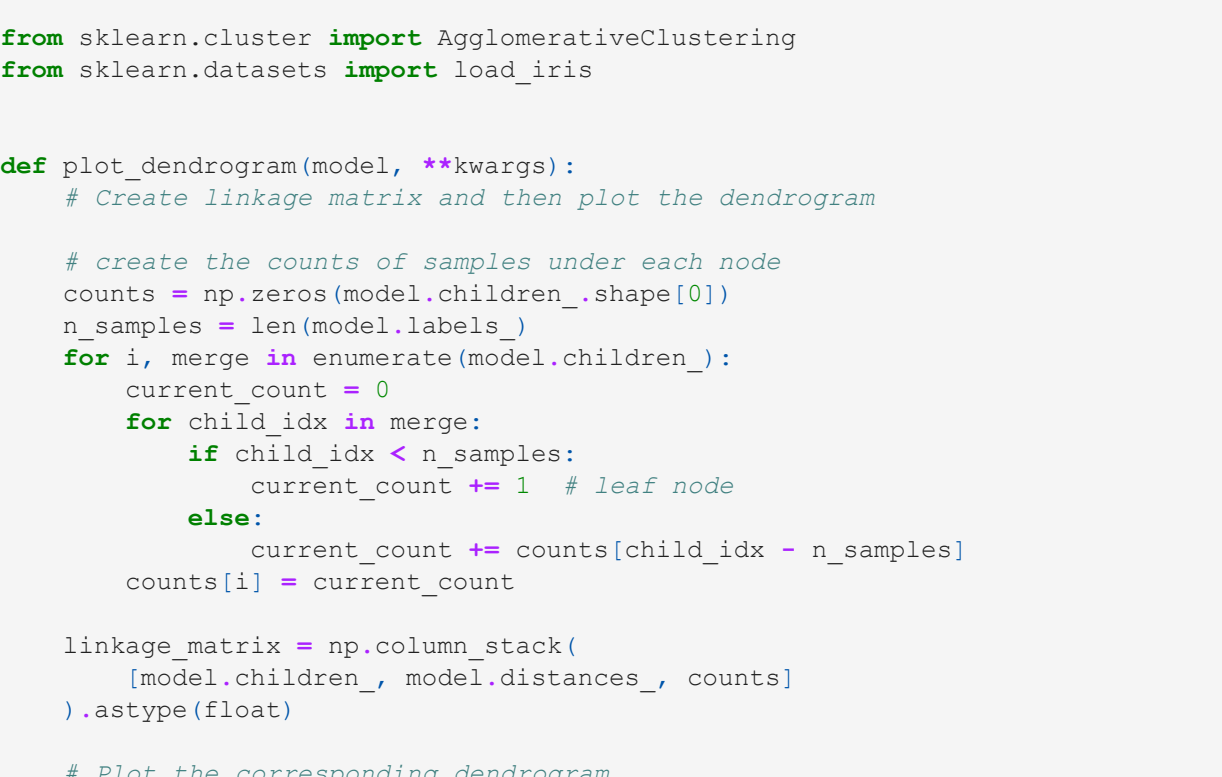 from sklearn.cluster import AgglomerativeClustering
from sklearn.datasets import load_iris
def plot_dendrogram(model, **kwargs):
    # Create linkage matrix and then plot the dendrogram
    # create the counts of samples under each node
    counts = np.zeros(model.children_.shape[0])
    n_samples = len(model.labels_)
    for i, merge in enumerate(model.children_):
        current_count = 0
        for child_idx in merge:
            if child_idx < n_samples:
                current_count += 1  # leaf node
            else:
                current_count += counts[child_idx - n_samples]
        counts[i] = current_count
    linkage_matrix = np.column_stack(
        [model.children_, model.distances_, counts]
    ).astype(float)
    # Plot the corresponding dendrogram